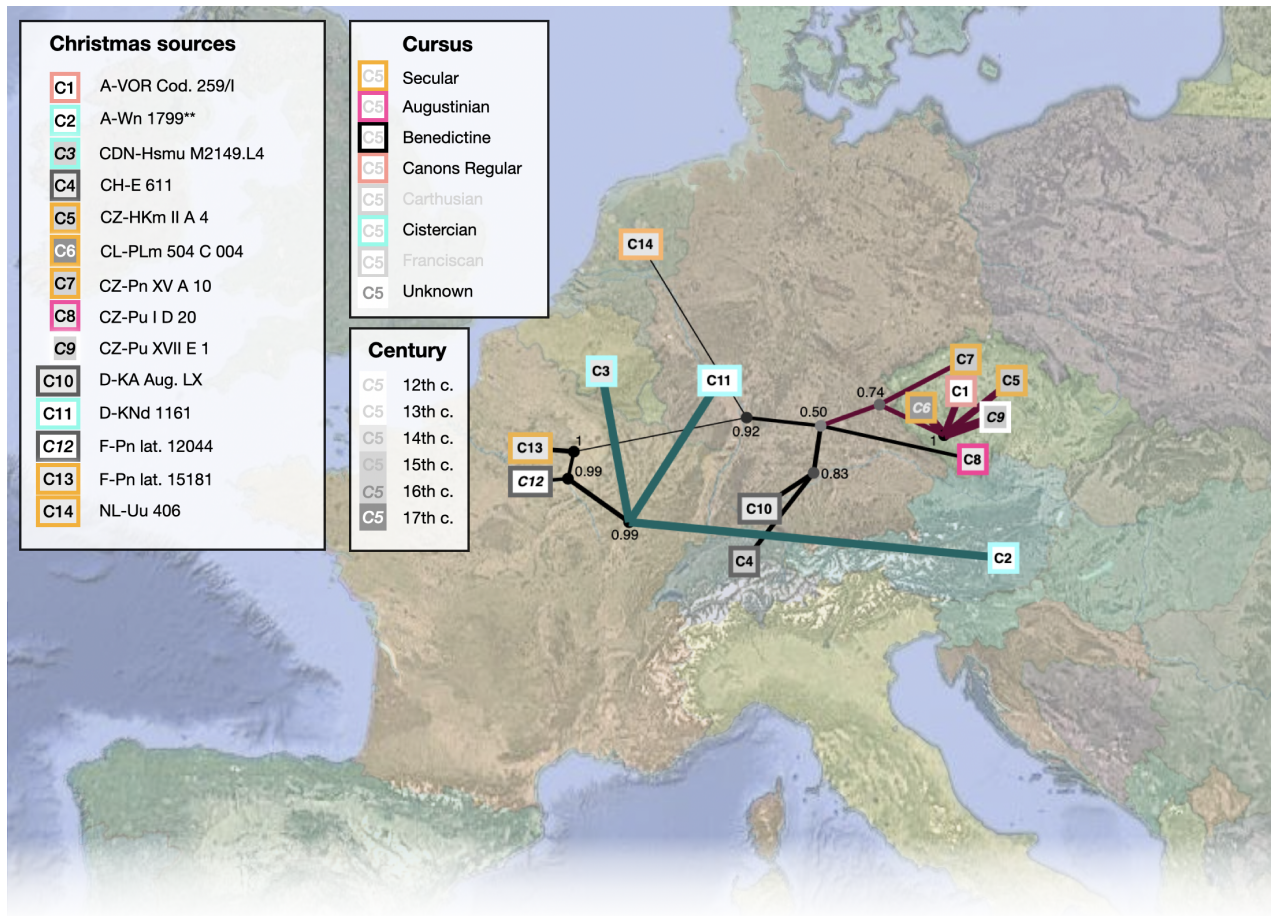 Christmas sources
C1 A-VOR Cod. 259/I
C2 A-Wn 1799**
C3 CDN-Hsmu M2149.L4
C4 CH-E 611
C5 CZ-HKm II A 4
C6 CL-PLm 504 C 004
C7 CZ-Pn XV A 10
C8 CZ-Pu I D 20
C9 CZ-Pu XVII E 1
C10 D-KA Aug. LX
C11 D-KNd 1161
C12 F-Pn lat. 12044
C13 F-Pn lat. 15181
C14 NL-Uu 406
Cursus
C5 Secular
C5 Augustinian
C5 Benedictine
C5 Canons Regular
C5 Carthusian
C5 Cistercian
C5 Franciscan
C5 Unknown
Century
C5 12th c.
C5 13th c.
C5 14th c.
C5 15th c.
C5 16th c.
C5 17th c.
C14
C3
C11
C7
C1
C5
C6
C9
C8
0.74
0.50
0.92
1
1
C13
0.99
C12
0.83
C10
0.99
C4
C2